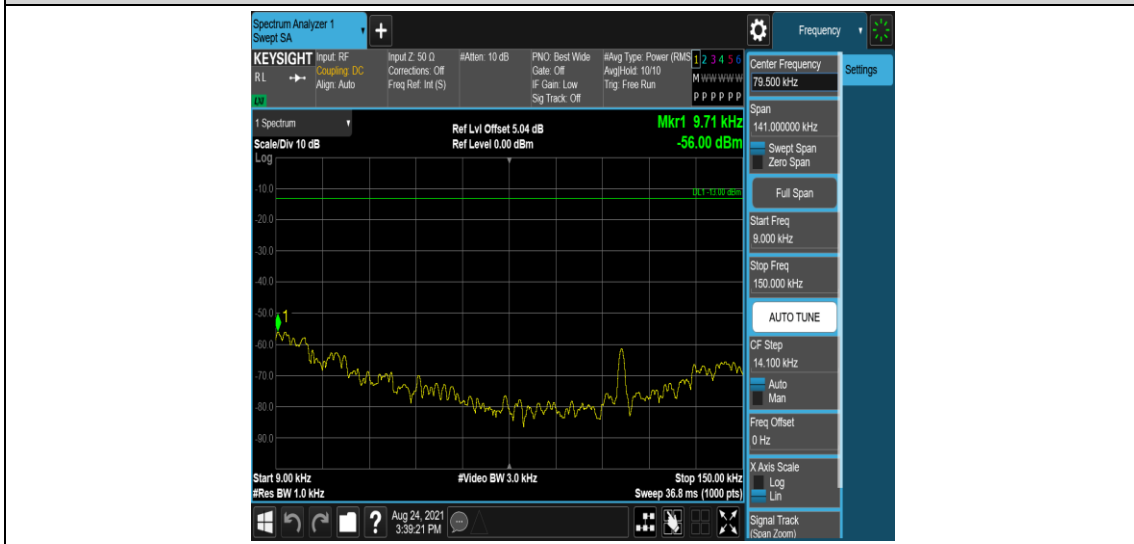 Spectrum Analyzer 1
Swept SA
+
Frequency
KEYSIGHT
RL
LXI
Input: RF
Coupling: DC
Align: Auto
Input Z: 50 Ω
Corrections: Off
Freq Ref: Int (S)
#Atten: 10 dB
PNO: Best Wide
Gate: Off
IF Gain: Low
Sig Track: Off
#Avg Type: Power (RMS
Avg|Hold: 10/10
Trig: Free Run
1 2 3 4 5 6
M W W W W W
P P P P P P
1 Spectrum
Scale/Div 10 dB
Log
Ref Lvl Offset 5.04 dB
Ref Level 0.00 dBm
Mkr1 9.71 kHz
-56.00 dBm
DL1 -13.00 dBm
-10.0
-20.0
-30.0
-40.0
-50.0
-60.0
-70.0
-80.0
-90.0
1
Start 9.00 kHz
#Res BW 1.0 kHz
#Video BW 3.0 kHz
Stop 150.00 kHz
Sweep 36.8 ms (1000 pts)
Center Frequency
79.500 kHz
Settings
Span
141.000000 kHz
Swept Span
Zero Span
Full Span
Start Freq
9.000 kHz
Stop Freq
150.000 kHz
AUTO TUNE
CF Step
14.100 kHz
Auto
Man
Freq Offset
0 Hz
X Axis Scale
Log
Lin
Signal Track
(Span Zoom)
?
Aug 24, 2021
3:39:21 PM